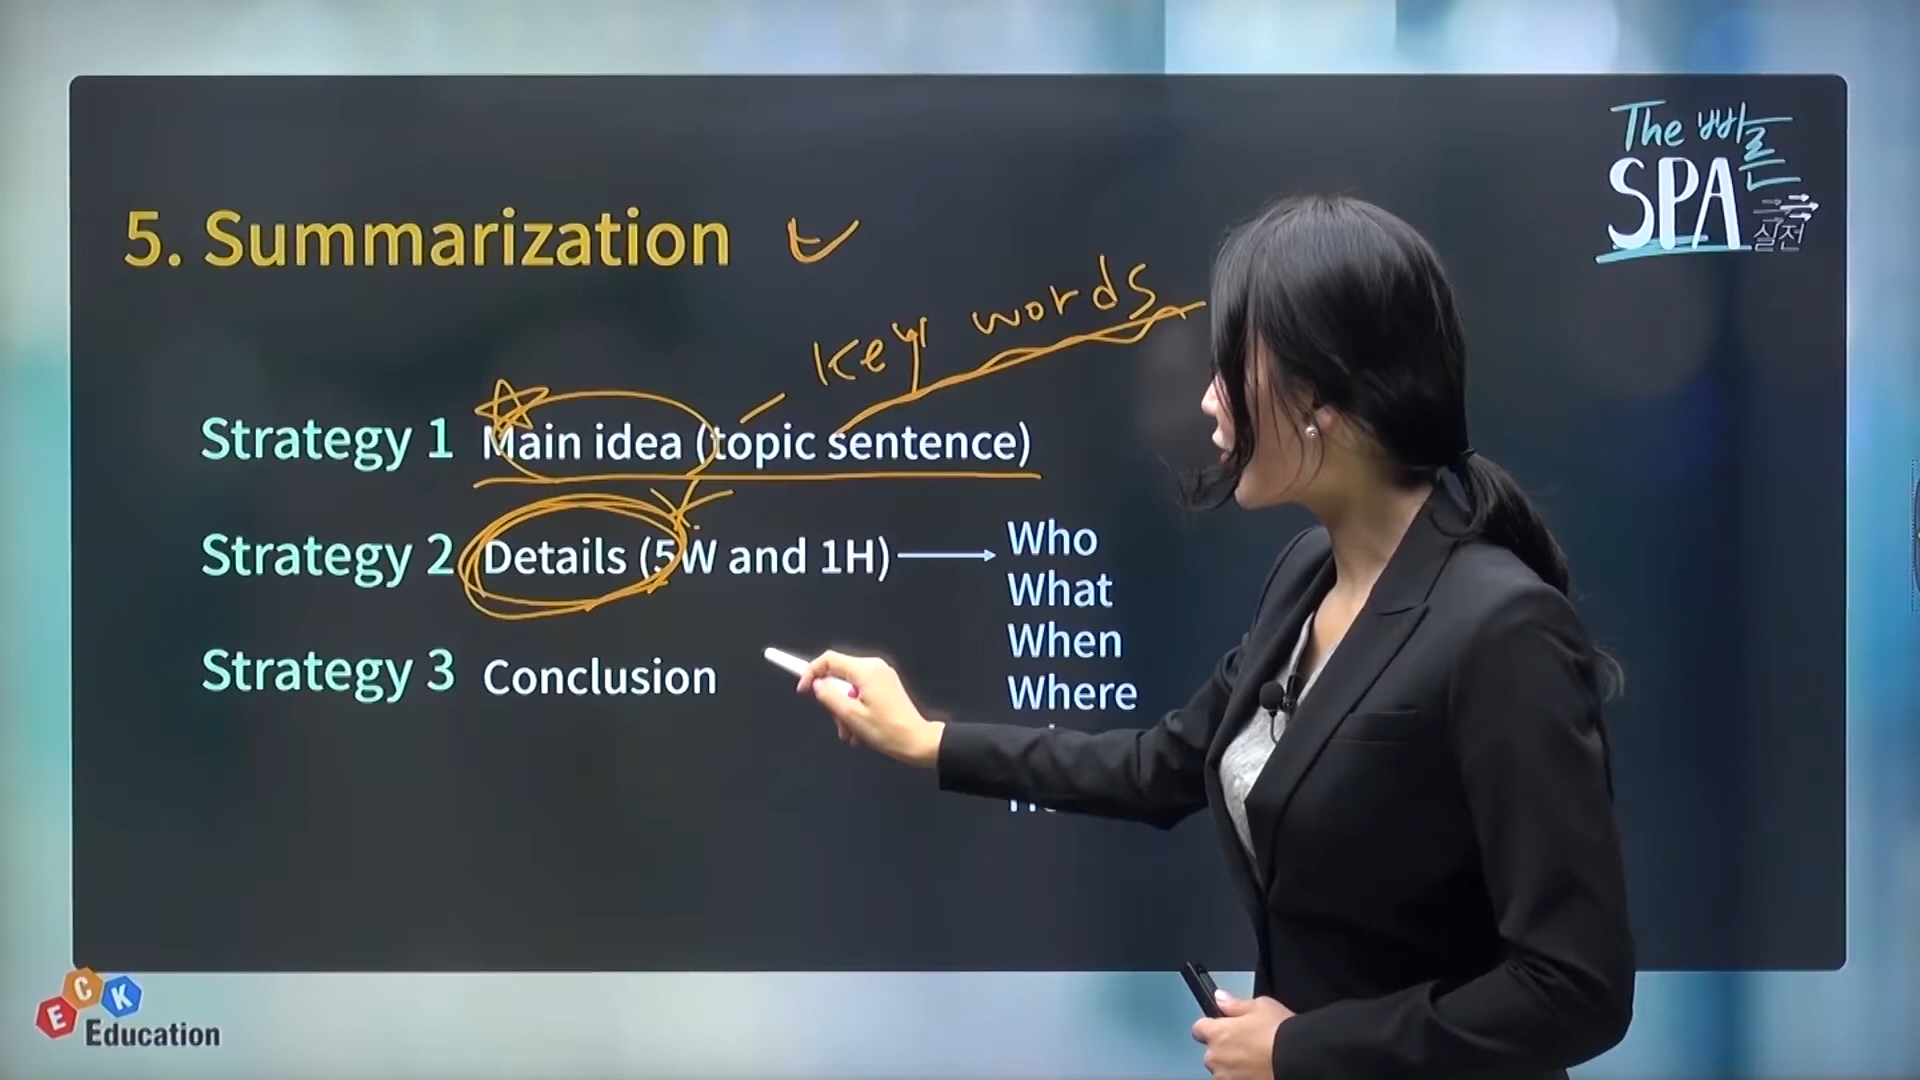 The 빠른
SPA
실전
5. Summarization
Key words
Strategy 1 Main idea (topic sentence)
Strategy 2 Details (5W and 1H)
Who
What
When
Where
Strategy 3 Conclusion
ECK
Education